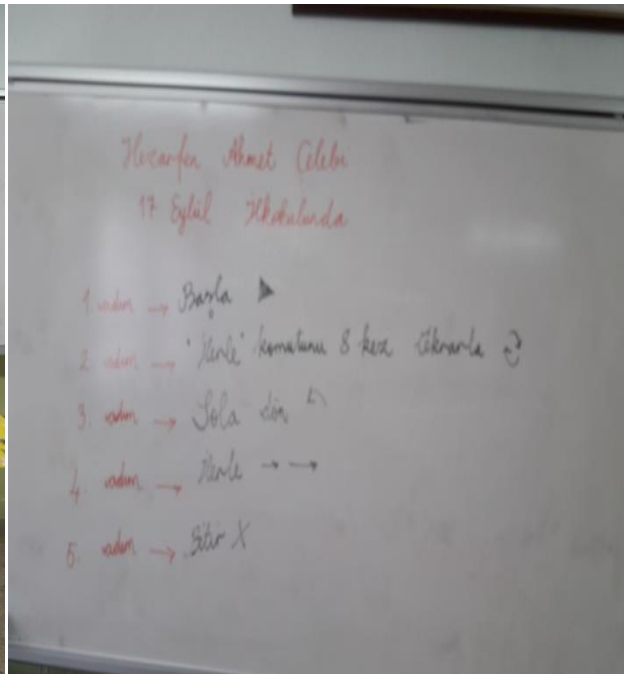 Hezarfen Ahmet Çelebi
17 Eylül İlkokulunda
1. adım → Başla ▶
2. adım → "İlerle" komutunu 8 kez tekrarla
3. adım → Sola dön
4. adım → İlerle → →
5. adım → Bitir X